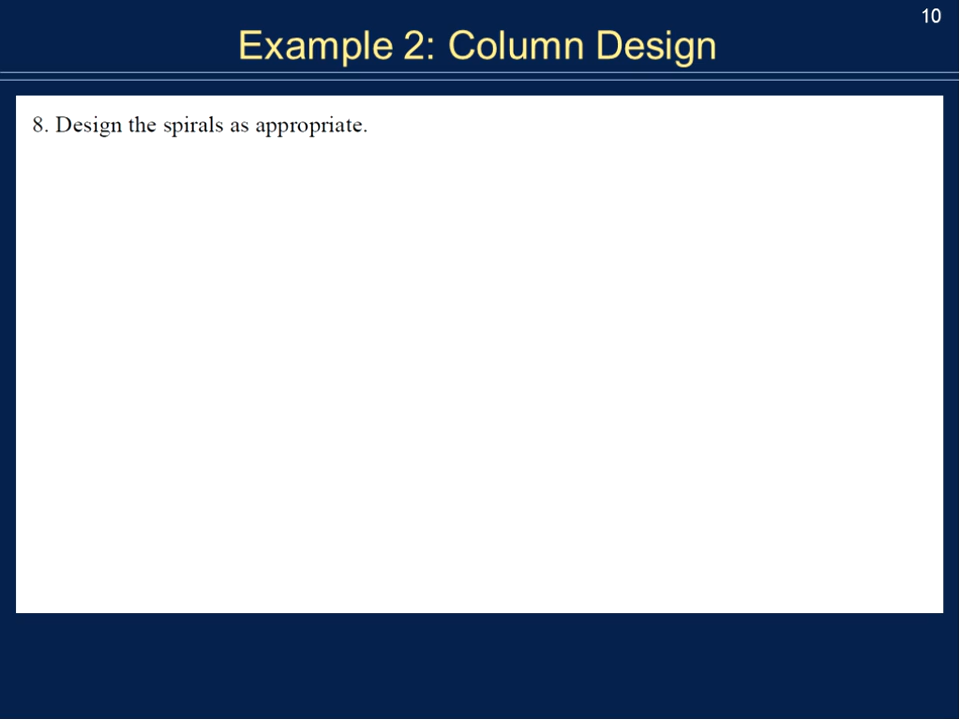 10
Example 2: Column Design
8. Design the spirals as appropriate.